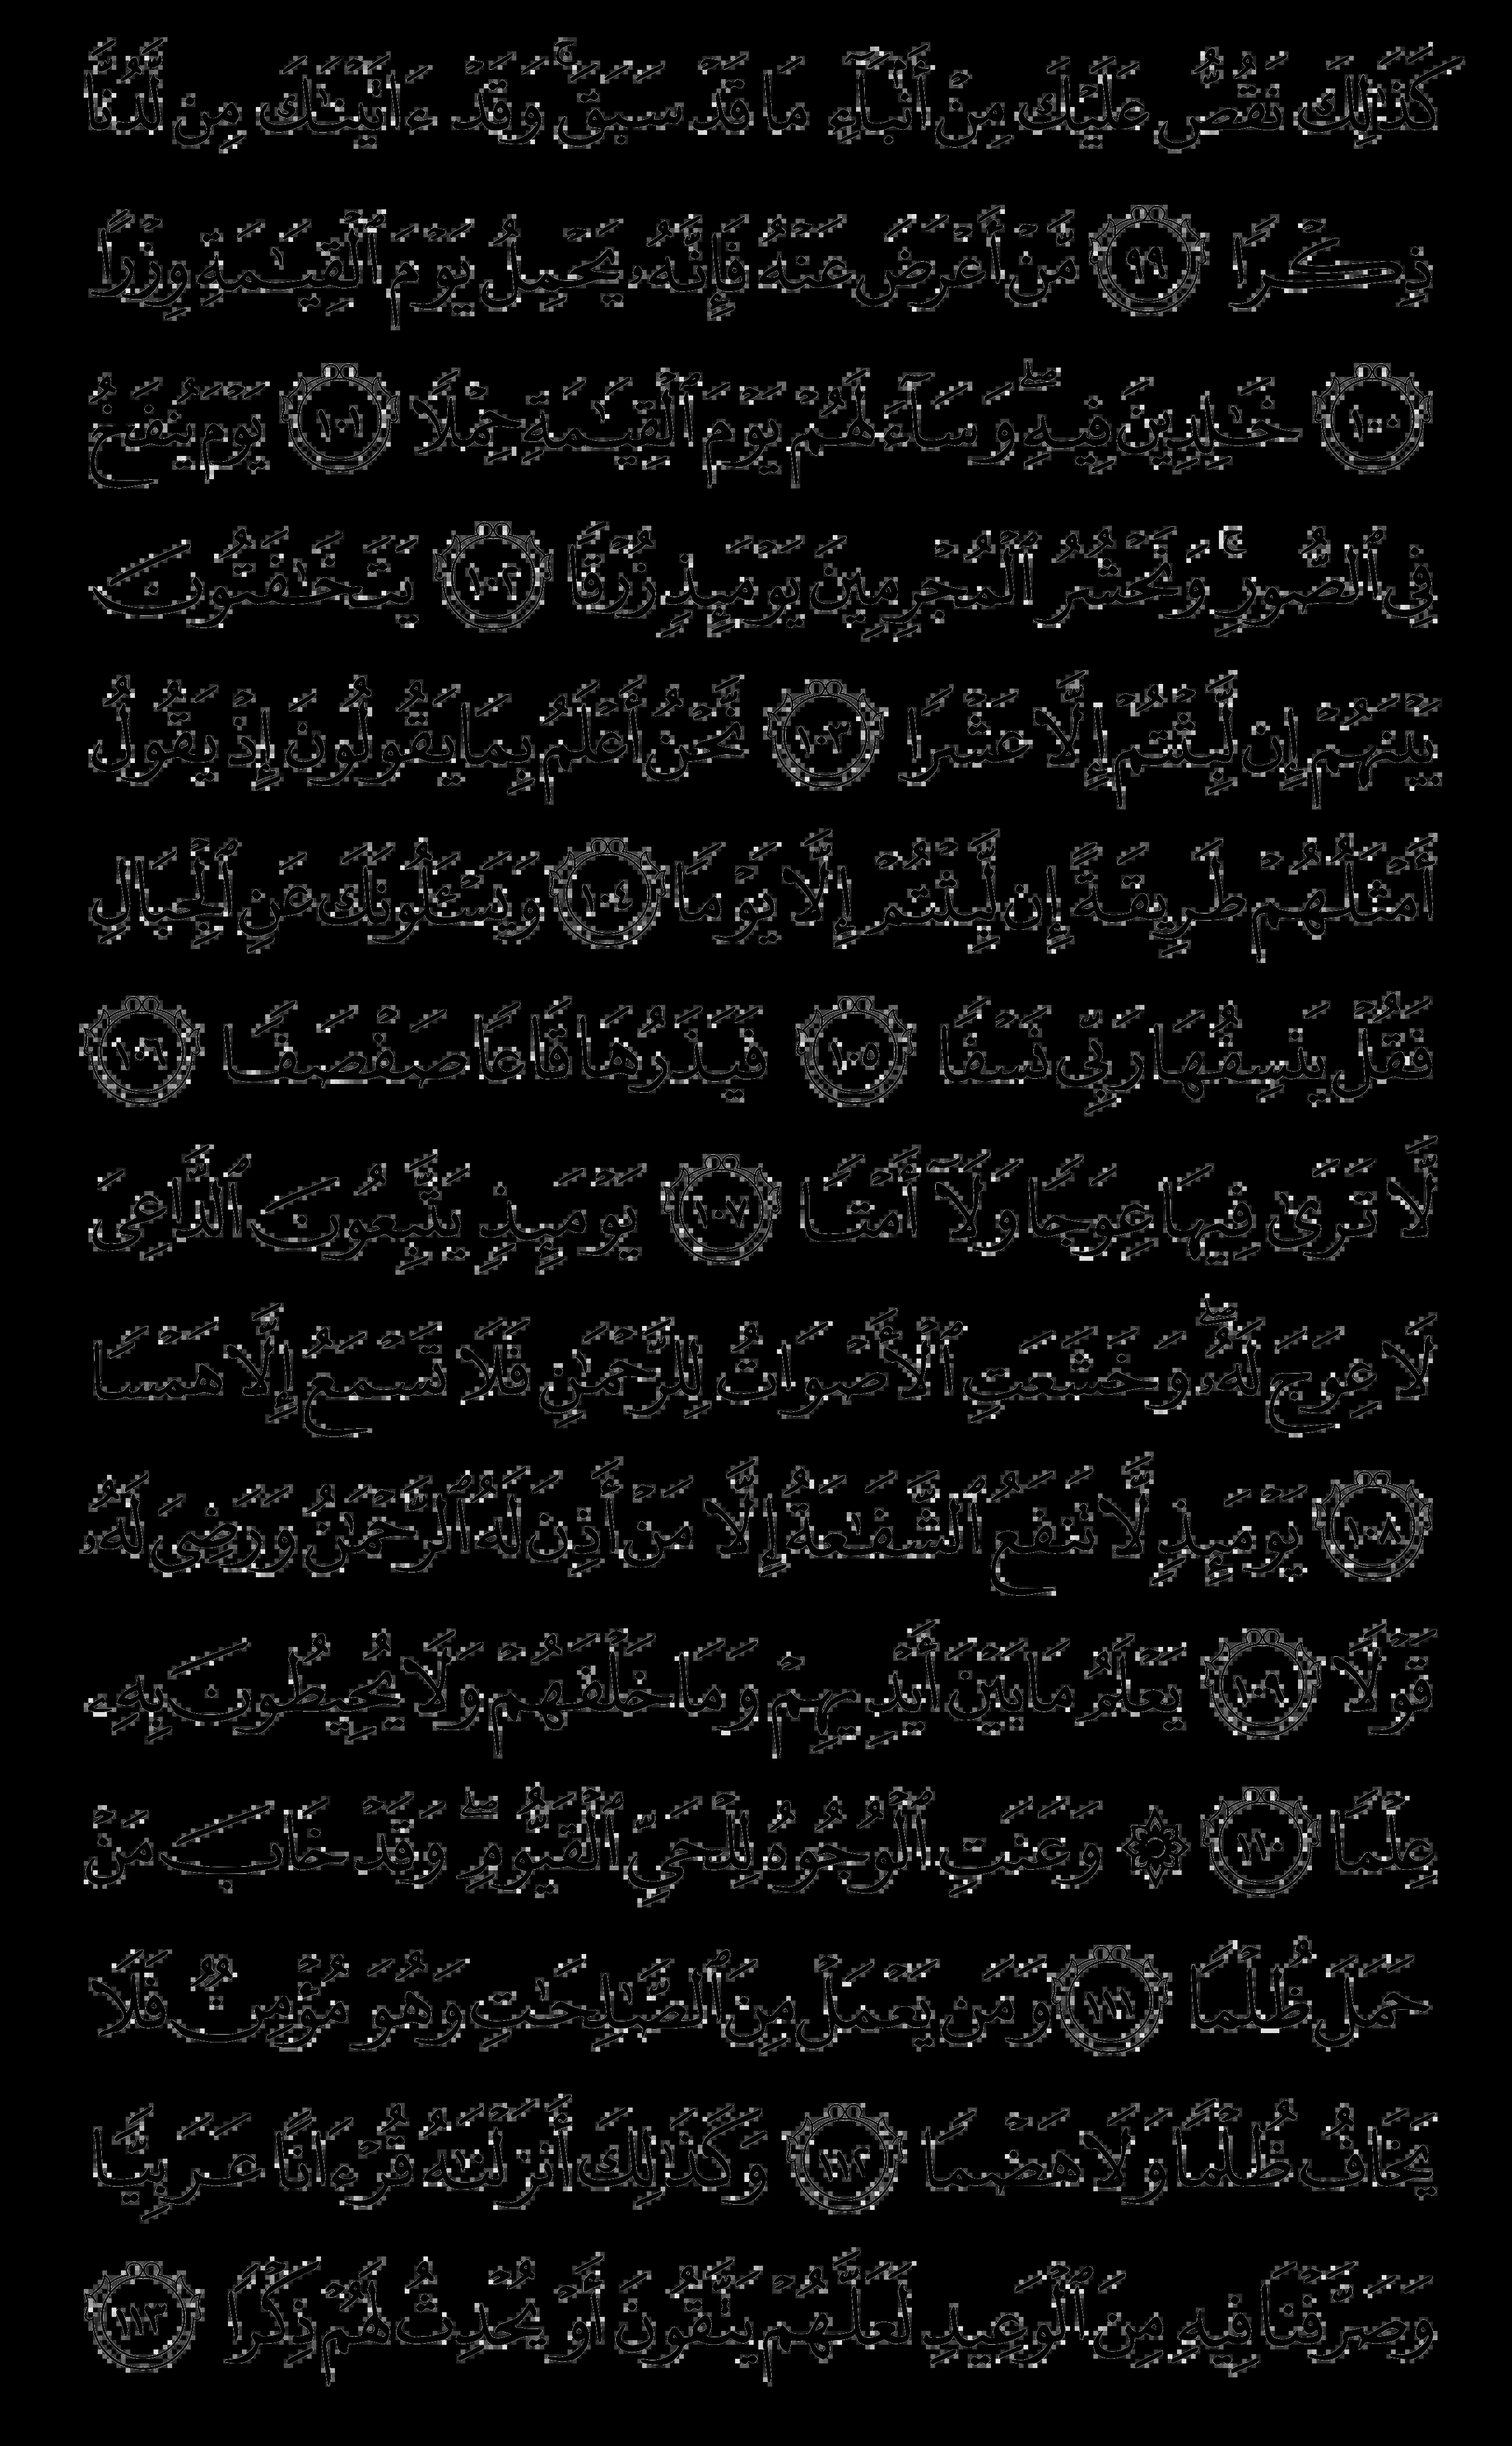 كَذَٰلِكَ نَقُصُّ عَلَيْكَ مِنْ أَنۢبَآءِ مَا قَدْ سَبَقَ ۚ وَقَدْ ءَاتَيْنَٰكَ مِن لَّدُنَّا
ذِكْرًا ٩٩ مَّنْ أَعْرَضَ عَنْهُ فَإِنَّهُۥ يَحْمِلُ يَوْمَ ٱلْقِيَٰمَةِ وِزْرًا
١٠٠ خَٰلِدِينَ فِيهِ ۖ وَسَآءَ لَهُمْ يَوْمَ ٱلْقِيَٰمَةِ حِمْلًا ١٠١ يَوْمَ يُنفَخُ
فِى ٱلصُّورِ ۚ وَنَحْشُرُ ٱلْمُجْرِمِينَ يَوْمَئِذٍ زُرْقًا ١٠٢ يَتَخَٰفَتُونَ
بَيْنَهُمْ إِن لَّبِثْتُمْ إِلَّا عَشْرًا ١٠٣ نَّحْنُ أَعْلَمُ بِمَا يَقُولُونَ إِذْ يَقُولُ
أَمْثَلُهُمْ طَرِيقَةً إِن لَّبِثْتُمْ إِلَّا يَوْمًا ١٠٤ وَيَسْـَٔلُونَكَ عَنِ ٱلْجِبَالِ
فَقُلْ يَنسِفُهَا رَبِّى نَسْفًا ١٠٥ فَيَذَرُهَا قَاعًا صَفْصَفًا ١٠٦
لَّا تَرَىٰ فِيهَا عِوَجًا وَلَآ أَمْتًا ١٠٧ يَوْمَئِذٍ يَتَّبِعُونَ ٱلدَّاعِىَ
لَا عِوَجَ لَهُۥ ۖ وَخَشَعَتِ ٱلْأَصْوَاتُ لِلرَّحْمَٰنِ فَلَا تَسْمَعُ إِلَّا هَمْسًا
١٠٨ يَوْمَئِذٍ لَّا تَنفَعُ ٱلشَّفَٰعَةُ إِلَّا مَنْ أَذِنَ لَهُ ٱلرَّحْمَٰنُ وَرَضِىَ لَهُۥ
قَوْلًا ١٠٩ يَعْلَمُ مَا بَيْنَ أَيْدِيهِمْ وَمَا خَلْفَهُمْ وَلَا يُحِيطُونَ بِهِۦ
عِلْمًا ١١٠ ۞ وَعَنَتِ ٱلْوُجُوهُ لِلْحَىِّ ٱلْقَيُّومِ ۖ وَقَدْ خَابَ مَنْ
حَمَلَ ظُلْمًا ١١١ وَمَن يَعْمَلْ مِنَ ٱلصَّٰلِحَٰتِ وَهُوَ مُؤْمِنٌ فَلَا
يَخَافُ ظُلْمًا وَلَا هَضْمًا ١١٢ وَكَذَٰلِكَ أَنزَلْنَٰهُ قُرْءَانًا عَرَبِيًّا
وَصَرَّفْنَا فِيهِ مِنَ ٱلْوَعِيدِ لَعَلَّهُمْ يَتَّقُونَ أَوْ يُحْدِثُ لَهُمْ ذِكْرًا ١١٣